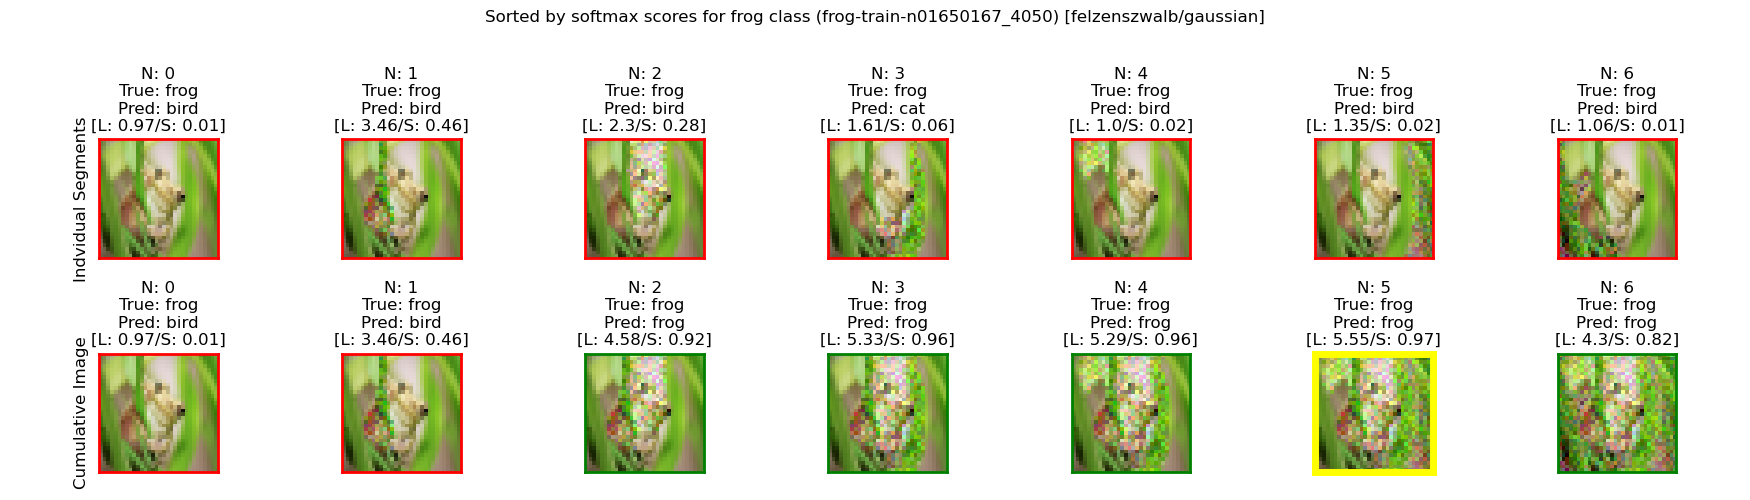 Sorted by softmax scores for frog class (frog-train-n01650167_4050) [felzenszwalb/gaussian]
Indvidual Segments
N: 0
True: frog
Pred: bird
[L: 0.97/S: 0.01]
N: 1
True: frog
Pred: bird
[L: 3.46/S: 0.46]
N: 2
True: frog
Pred: bird
[L: 2.3/S: 0.28]
N: 3
True: frog
Pred: cat
[L: 1.61/S: 0.06]
N: 4
True: frog
Pred: bird
[L: 1.0/S: 0.02]
N: 5
True: frog
Pred: bird
[L: 1.35/S: 0.02]
N: 6
True: frog
Pred: bird
[L: 1.06/S: 0.01]
Cumulative Image
N: 0
True: frog
Pred: bird
[L: 0.97/S: 0.01]
N: 1
True: frog
Pred: bird
[L: 3.46/S: 0.46]
N: 2
True: frog
Pred: frog
[L: 4.58/S: 0.92]
N: 3
True: frog
Pred: frog
[L: 5.33/S: 0.96]
N: 4
True: frog
Pred: frog
[L: 5.29/S: 0.96]
N: 5
True: frog
Pred: frog
[L: 5.55/S: 0.97]
N: 6
True: frog
Pred: frog
[L: 4.3/S: 0.82]